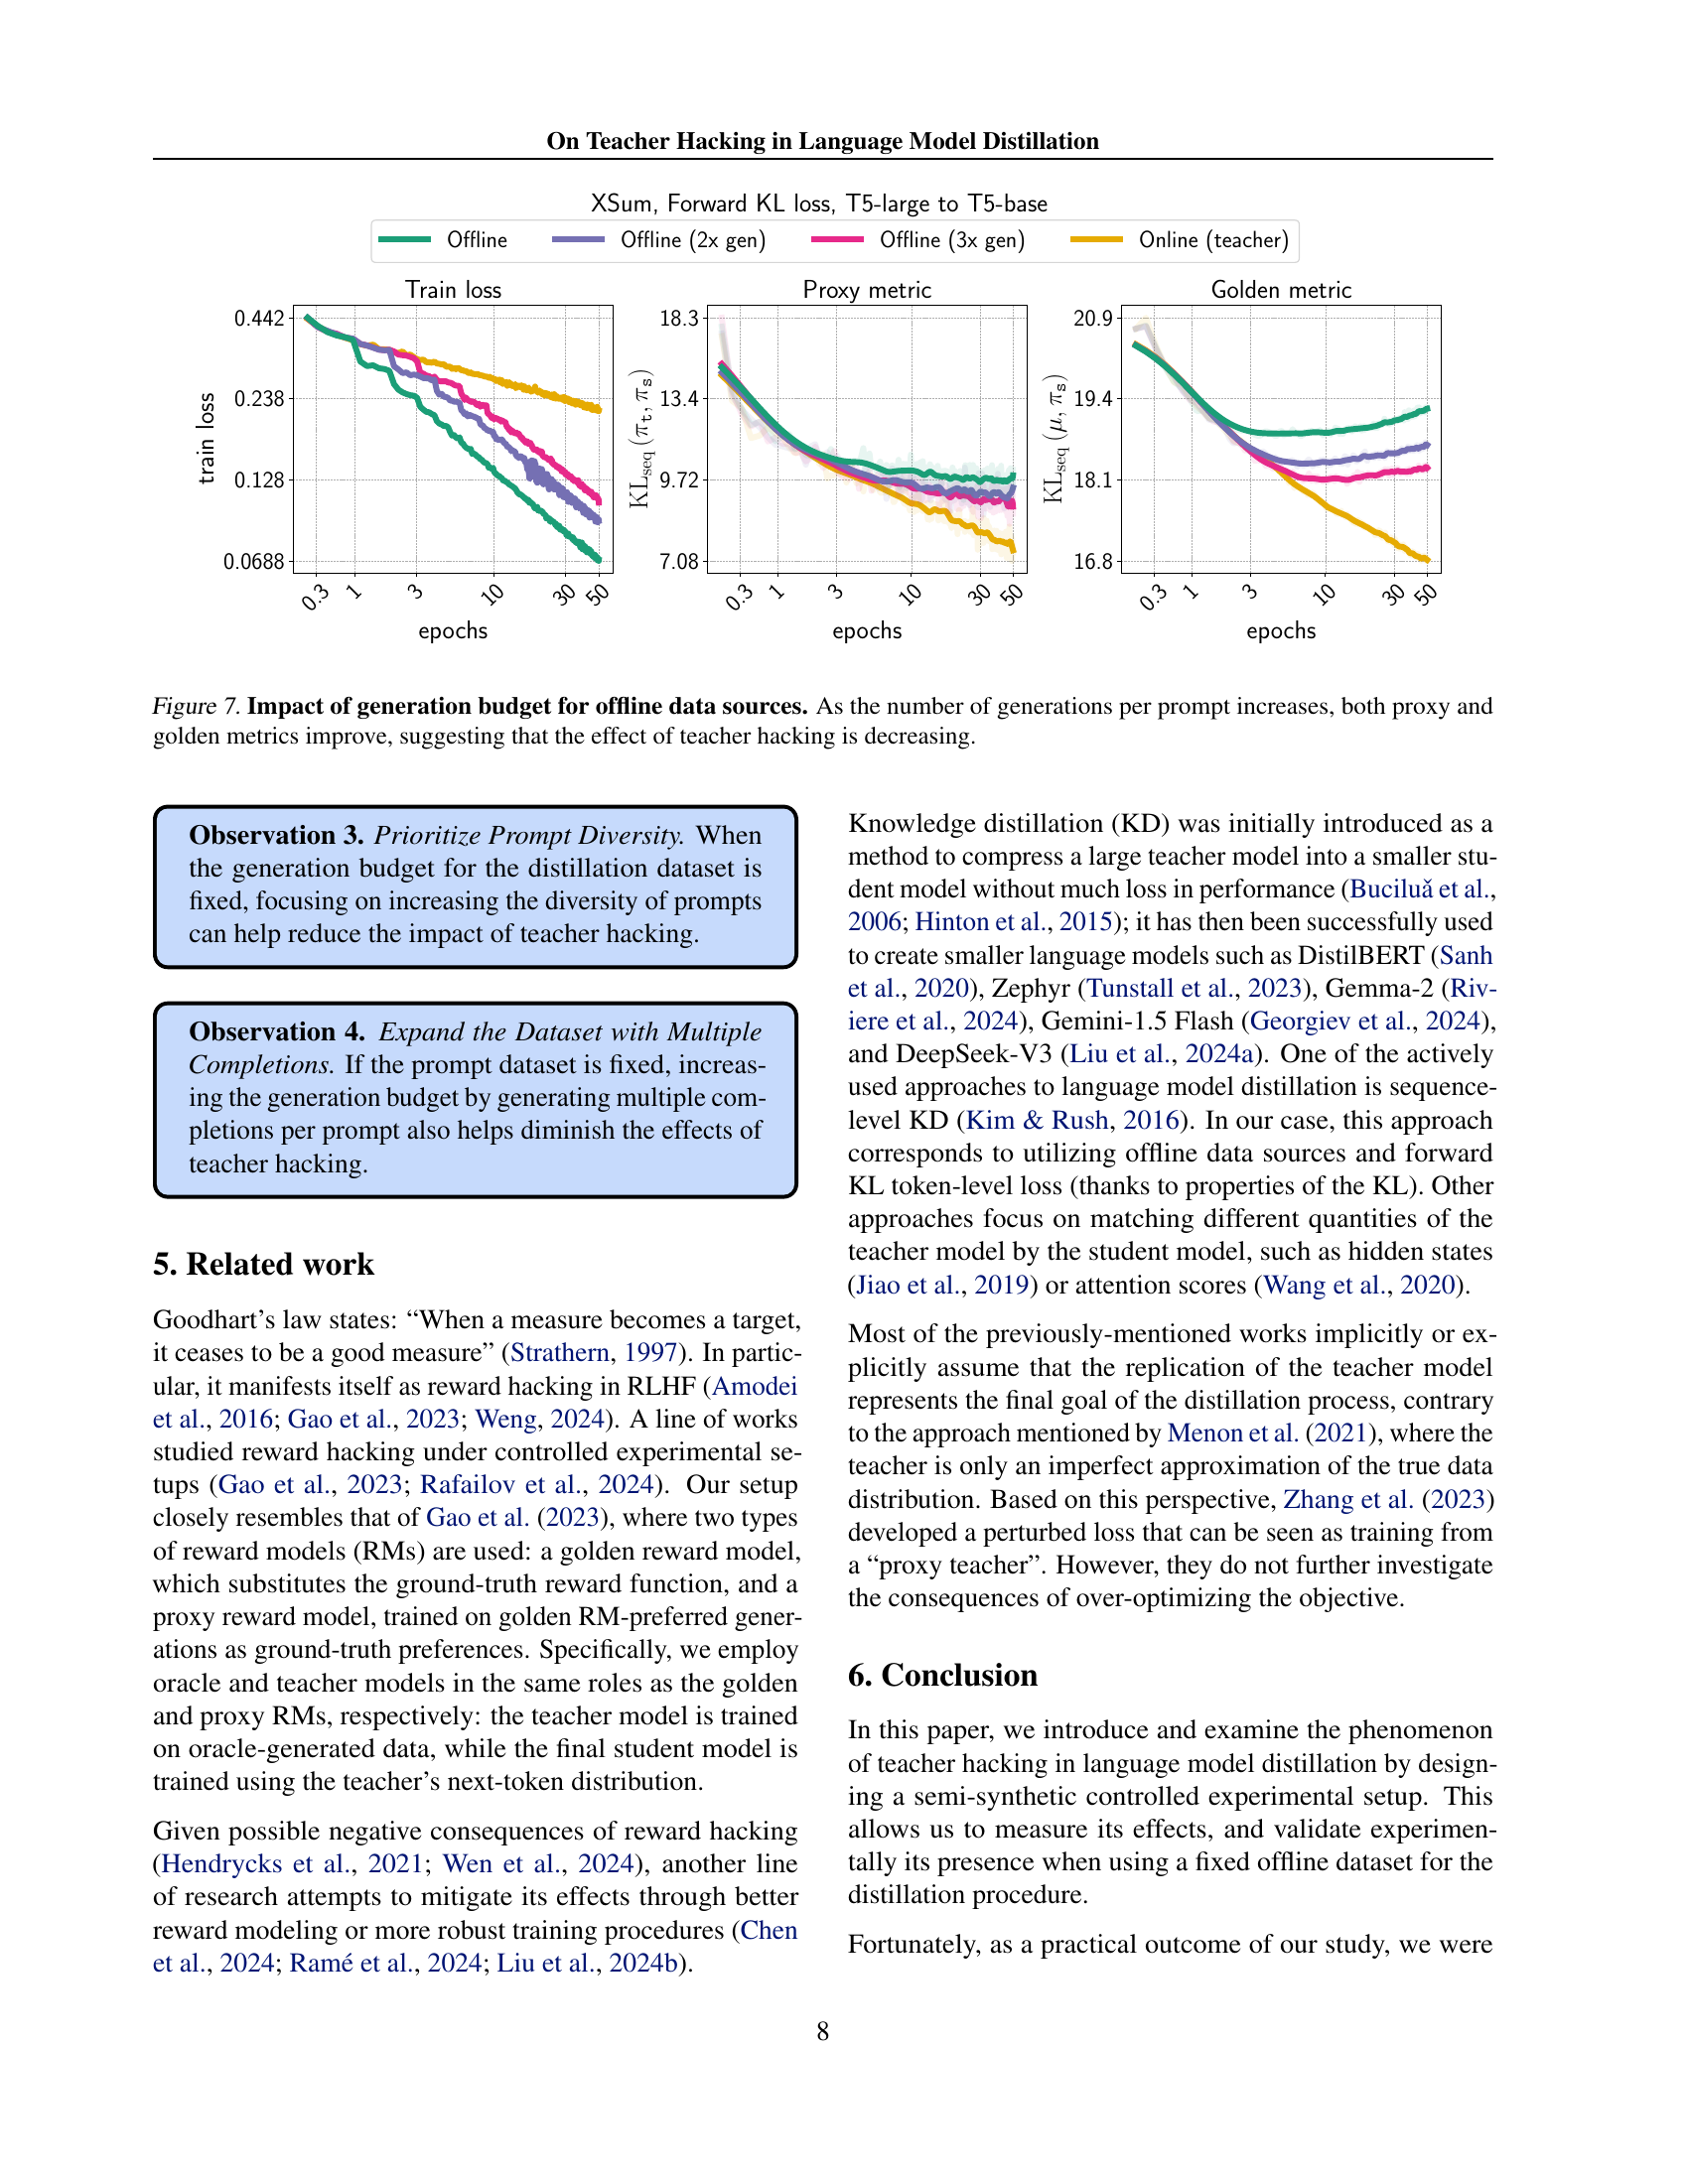 On Teacher Hacking in Language Model Distillation
XSum, Forward KL loss, T5-large to T5-base
Offline
Offline (2x gen)
Offline (3x gen)
Online (teacher)
Train loss
train loss
0.442
0.238
0.128
0.0688
0.3
1
3
10
30
50
epochs
Proxy metric
KLseq (πt, πs)
18.3
13.4
9.72
7.08
0.3
1
3
10
30
50
epochs
Golden metric
KLseq (μ, πs)
20.9
19.4
18.1
16.8
0.3
1
3
10
30
50
epochs
Figure 7. Impact of generation budget for offline data sources. As the number of generations per prompt increases, both proxy and
golden metrics improve, suggesting that the effect of teacher hacking is decreasing.
Observation 3. Prioritize Prompt Diversity. When
the generation budget for the distillation dataset is
fixed, focusing on increasing the diversity of prompts
can help reduce the impact of teacher hacking.
Observation 4. Expand the Dataset with Multiple
Completions. If the prompt dataset is fixed, increas-
ing the generation budget by generating multiple com-
pletions per prompt also helps diminish the effects of
teacher hacking.
5. Related work
Goodhart's law states: “When a measure becomes a target,
it ceases to be a good measure” (Strathern, 1997). In partic-
ular, it manifests itself as reward hacking in RLHF (Amodei
et al., 2016; Gao et al., 2023; Weng, 2024). A line of works
studied reward hacking under controlled experimental se-
tups (Gao et al., 2023; Rafailov et al., 2024). Our setup
closely resembles that of Gao et al. (2023), where two types
of reward models (RMs) are used: a golden reward model,
which substitutes the ground-truth reward function, and a
proxy reward model, trained on golden RM-preferred gener-
ations as ground-truth preferences. Specifically, we employ
oracle and teacher models in the same roles as the golden
and proxy RMs, respectively: the teacher model is trained
on oracle-generated data, while the final student model is
trained using the teacher's next-token distribution.
Given possible negative consequences of reward hacking
(Hendrycks et al., 2021; Wen et al., 2024), another line
of research attempts to mitigate its effects through better
reward modeling or more robust training procedures (Chen
et al., 2024; Ramé et al., 2024; Liu et al., 2024b).
Knowledge distillation (KD) was initially introduced as a
method to compress a large teacher model into a smaller stu-
dent model without much loss in performance (Buciluǎ et al.,
2006; Hinton et al., 2015); it has then been successfully used
to create smaller language models such as DistilBERT (Sanh
et al., 2020), Zephyr (Tunstall et al., 2023), Gemma-2 (Riv-
iere et al., 2024), Gemini-1.5 Flash (Georgiev et al., 2024),
and DeepSeek-V3 (Liu et al., 2024a). One of the actively
used approaches to language model distillation is sequence-
level KD (Kim & Rush, 2016). In our case, this approach
corresponds to utilizing offline data sources and forward
KL token-level loss (thanks to properties of the KL). Other
approaches focus on matching different quantities of the
teacher model by the student model, such as hidden states
(Jiao et al., 2019) or attention scores (Wang et al., 2020).
Most of the previously-mentioned works implicitly or ex-
plicitly assume that the replication of the teacher model
represents the final goal of the distillation process, contrary
to the approach mentioned by Menon et al. (2021), where the
teacher is only an imperfect approximation of the true data
distribution. Based on this perspective, Zhang et al. (2023)
developed a perturbed loss that can be seen as training from
a “proxy teacher”. However, they do not further investigate
the consequences of over-optimizing the objective.
6. Conclusion
In this paper, we introduce and examine the phenomenon
of teacher hacking in language model distillation by design-
ing a semi-synthetic controlled experimental setup. This
allows us to measure its effects, and validate experimen-
tally its presence when using a fixed offline dataset for the
distillation procedure.
Fortunately, as a practical outcome of our study, we were
8